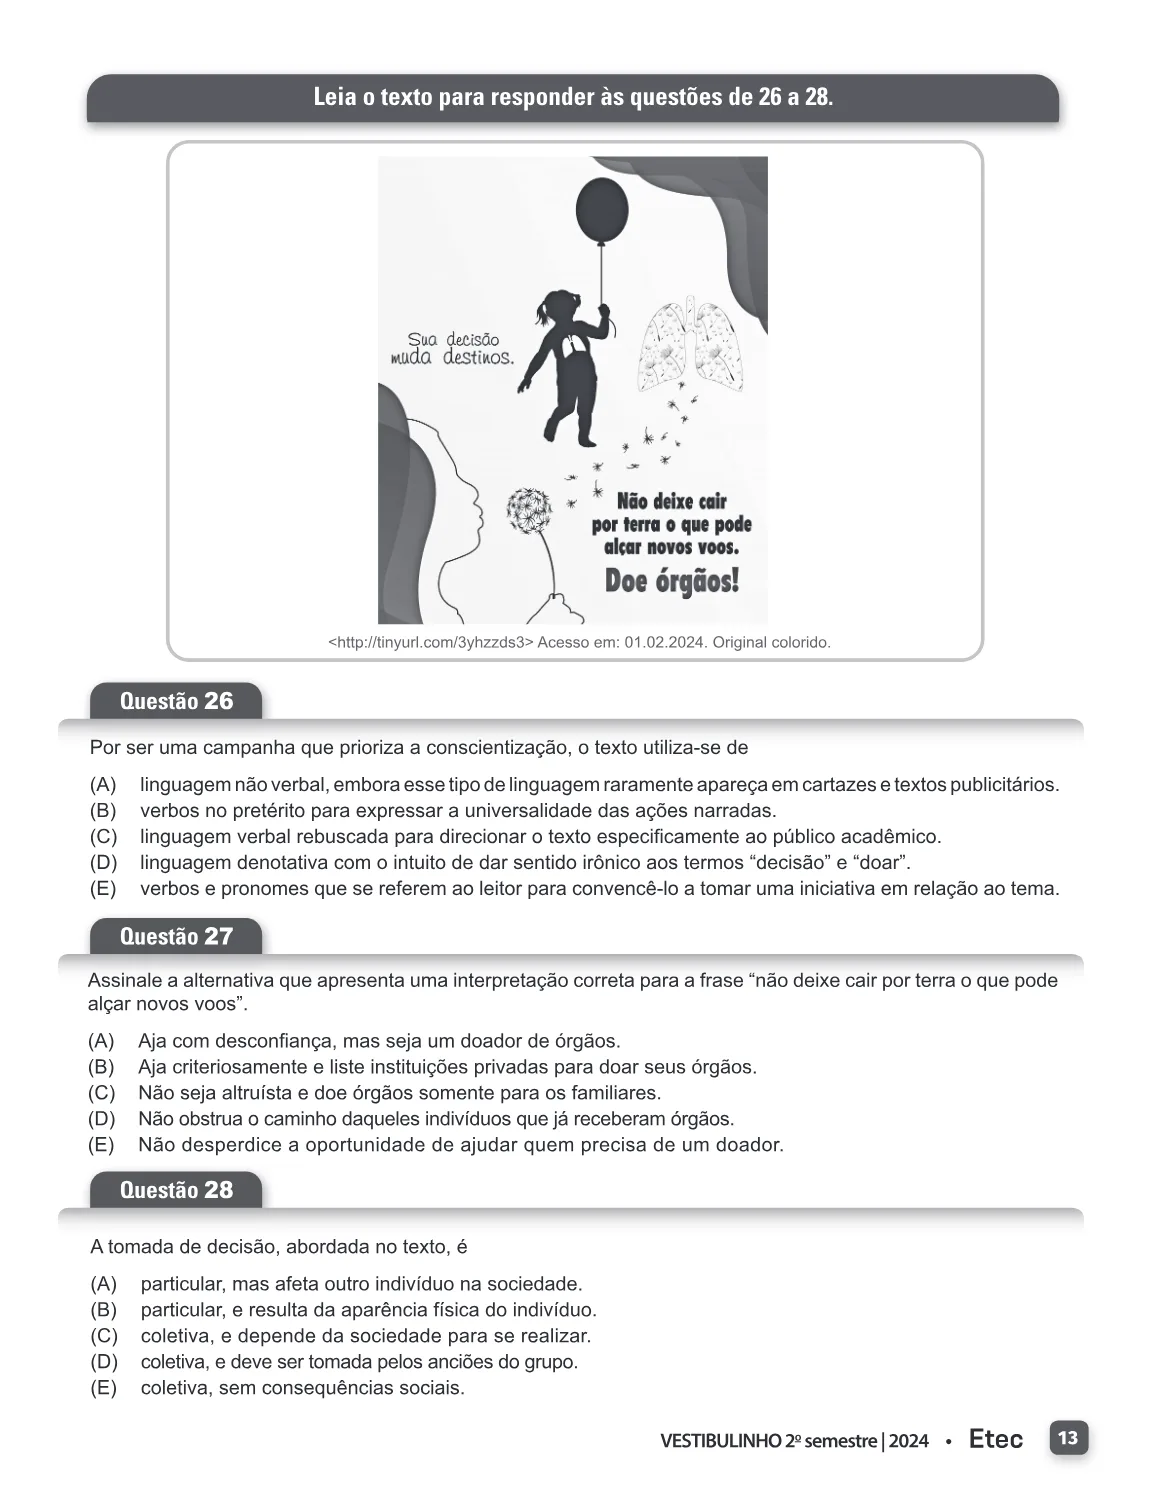 Leia o texto para responder às questões de 26 a 28.
Sua decisão
muda destinos.
Não deixe cair
por terra o que pode
alçar novos voos.
Doe órgãos!
<http://tinyurl.com/3yhzzds3> Acesso em: 01.02.2024. Original colorido.
Questão 26
Por ser uma campanha que prioriza a conscientização, o texto utiliza-se de
(A) linguagem não verbal, embora esse tipo de linguagem raramente apareça em cartazes e textos publicitários.
(B) verbos no pretérito para expressar a universalidade das ações narradas.
(C) linguagem verbal rebuscada para direcionar o texto especificamente ao público acadêmico.
(D) linguagem denotativa com o intuito de dar sentido irônico aos termos “decisão” e “doar”.
(E) verbos e pronomes que se referem ao leitor para convencê-lo a tomar uma iniciativa em relação ao tema.
Questão 27
Assinale a alternativa que apresenta uma interpretação correta para a frase “não deixe cair por terra o que pode
alçar novos voos”.
(A) Aja com desconfiança, mas seja um doador de órgãos.
(B) Aja criteriosamente e liste instituições privadas para doar seus órgãos.
(C) Não seja altruísta e doe órgãos somente para os familiares.
(D) Não obstrua o caminho daqueles indivíduos que já receberam órgãos.
(E) Não desperdice a oportunidade de ajudar quem precisa de um doador.
Questão 28
A tomada de decisão, abordada no texto, é
(A) particular, mas afeta outro indivíduo na sociedade.
(B) particular, e resulta da aparência física do indivíduo.
(C) coletiva, e depende da sociedade para se realizar.
(D) coletiva, e deve ser tomada pelos anciões do grupo.
(E) coletiva, sem consequências sociais.
VESTIBULINHO 2º semestre | 2024 • Etec 13